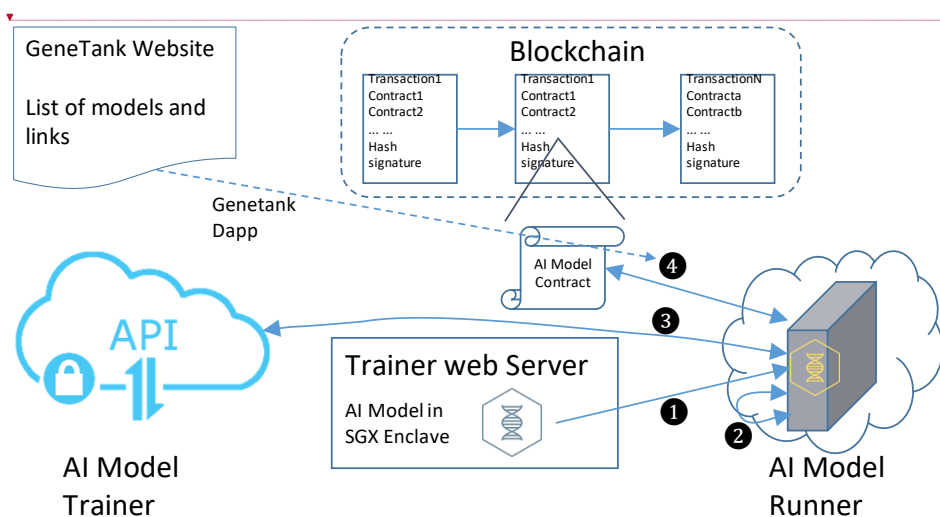 GeneTank Website
List of models and
links
Blockchain
Transaction1
Contract1
Contract2
... ...
Hash
signature
Transaction1
Contract1
Contract2
... ...
Hash
signature
TransactionN
Contracta
Contractb
... ...
Hash
signature
Genetank
Dapp
AI Model
Contract
4
3
API
Trainer web Server
AI Model in
SGX Enclave
1
2
AI Model
Trainer
AI Model
Runner